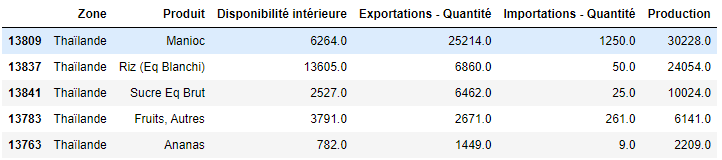 Zone Produit Disponibilité intérieure Exportations - Quantité Importations - Quantité Production
13809 Thaïlande Manioc 6264.0 25214.0 1250.0 30228.0
13837 Thaïlande Riz (Eq Blanchi) 13605.0 6860.0 50.0 24054.0
13841 Thaïlande Sucre Eq Brut 2527.0 6462.0 25.0 10024.0
13783 Thaïlande Fruits, Autres 3791.0 2671.0 261.0 6141.0
13763 Thaïlande Ananas 782.0 1449.0 9.0 2209.0